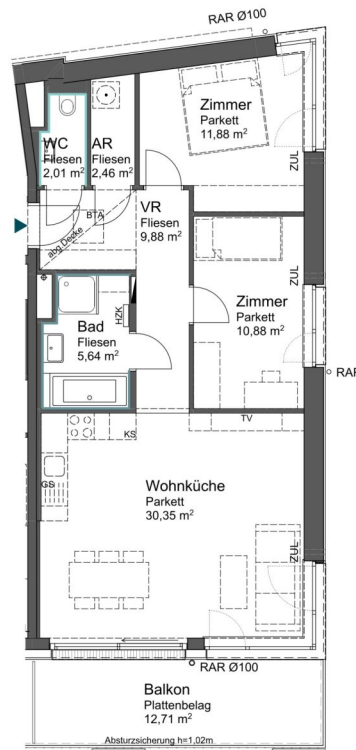 RAR Ø100
Zimmer
Parkett
11,88 m²
ZUL
WC
Fliesen
2,01 m²
AR
Fliesen
2,46 m²
VR
Fliesen
9,88 m²
BTA
abg Decke
Zimmer
Parkett
10,88 m²
ZUL
Bad
Fliesen
5,64 m²
HZK
RAR
TV
KS
GS
Wohnküche
Parkett
30,35 m²
ZUL
RAR Ø100
Balkon
Plattenbelag
12,71 m²
Absturzsicherung h=1,02m